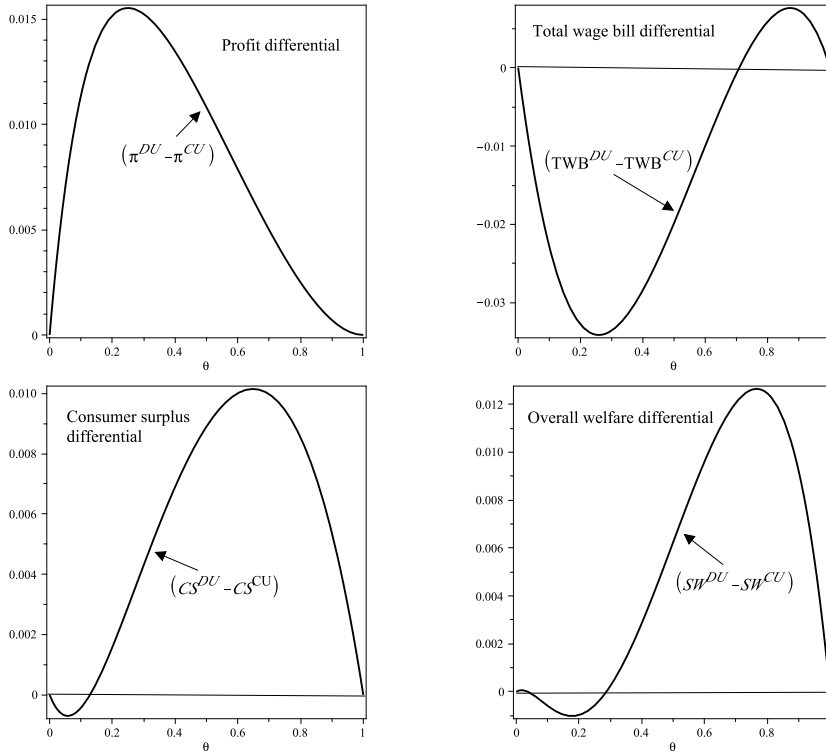 Profit differential
(π^DU - π^CU)
0.015
0.010
0.005
0
0 0.2 0.4 0.6 0.8 1
θ
Total wage bill differential
(TWB^DU - TWB^CU)
0
−0.01
−0.02
−0.03
0 0.2 0.4 0.6 0.8
θ
Consumer surplus
differential
(CS^DU - CS^CU)
0.010
0.008
0.006
0.004
0.002
0
0 0.2 0.4 0.6 0.8 1
θ
Overall welfare differential
(SW^DU - SW^CU)
0.012
0.010
0.008
0.006
0.004
0.002
0
0 0.2 0.4 0.6 0.8
θ